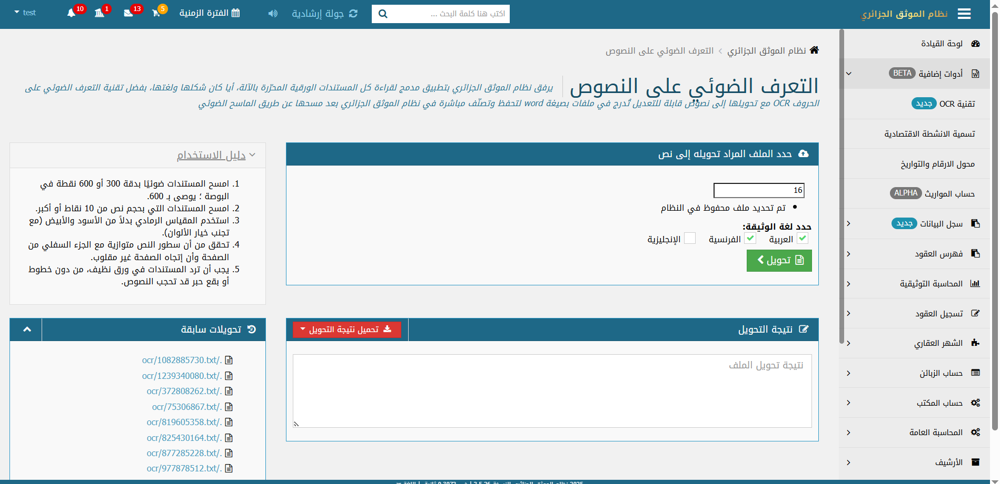 نظام الموثق الجزائري
اكتب هنا كلمة البحث ...
جولة إرشادية
الفترة الزمنية
5
13
1
10
test
لوحة القيادة
أدوات إضافية BETA
تقنية OCR جديد
تسمية الانشطة الاقتصادية
محول الارقام والتواريخ
حساب المواريث ALPHA
سجل البيانات جديد
فهرس العقود
المحاسبة التوثيقية
تسجيل العقود
الشهر العقاري
حساب الزبائن
حساب المكتب
المحاسبة العامة
الأرشيف
نظام الموثق الجزائري > التعرف الضوئي على النصوص
التعرف الضوئي على النصوص
يرفق نظام الموثق الجزائري بتطبيق مدمج لقراءة كل المستندات الورقية المحرّرة بالآلة، أيا كان شكلها ولغتها، بفضل تقنية التعرف الضوئي على
الحروف OCR مع تحويلها إلى نصوص قابلة للتعديل تُدرج في ملفات بصيغة word لتحفظ وتصنّف مباشرة في نظام الموثق الجزائري بعد مسحها عن طريق الماسح الضوئي
حدد الملف المراد تحويله إلى نص
16
تم تحديد ملف محفوظ في النظام
حدد لغة الوثيقة:
العربية الفرنسية الإنجليزية
تحويل
نتيجة التحويل
تحميل نتيجة التحويل
نتيجة تحويل الملف
دليل الاستخدام
1. امسح المستندات ضوئيًا بدقة 300 أو 600 نقطة في
البوصة ؛ يوصى بـ 600.
2. امسح المستندات التي بحجم نص من 10 نقاط أو أكبر.
3. استخدم المقياس الرمادي بدلاً من الأسود والأبيض (مع
تجنب خيار الألوان).
4. تحقق من أن سطور النص متوازية مع الجزء السفلي من
الصفحة وأن إتجاه الصفحة غير مقلوب.
5. يجب أن ترد المستندات في ورق نظيف، من دون خطوط
أو بقع حبر قد تحجب النصوص.
تحويلات سابقة
ocr/1082885730.txt/.
ocr/1239340080.txt/.
ocr/372808262.txt/.
ocr/75306867.txt/.
ocr/819605358.txt/.
ocr/825430164.txt/.
ocr/877285228.txt/.
ocr/977878512.txt/.